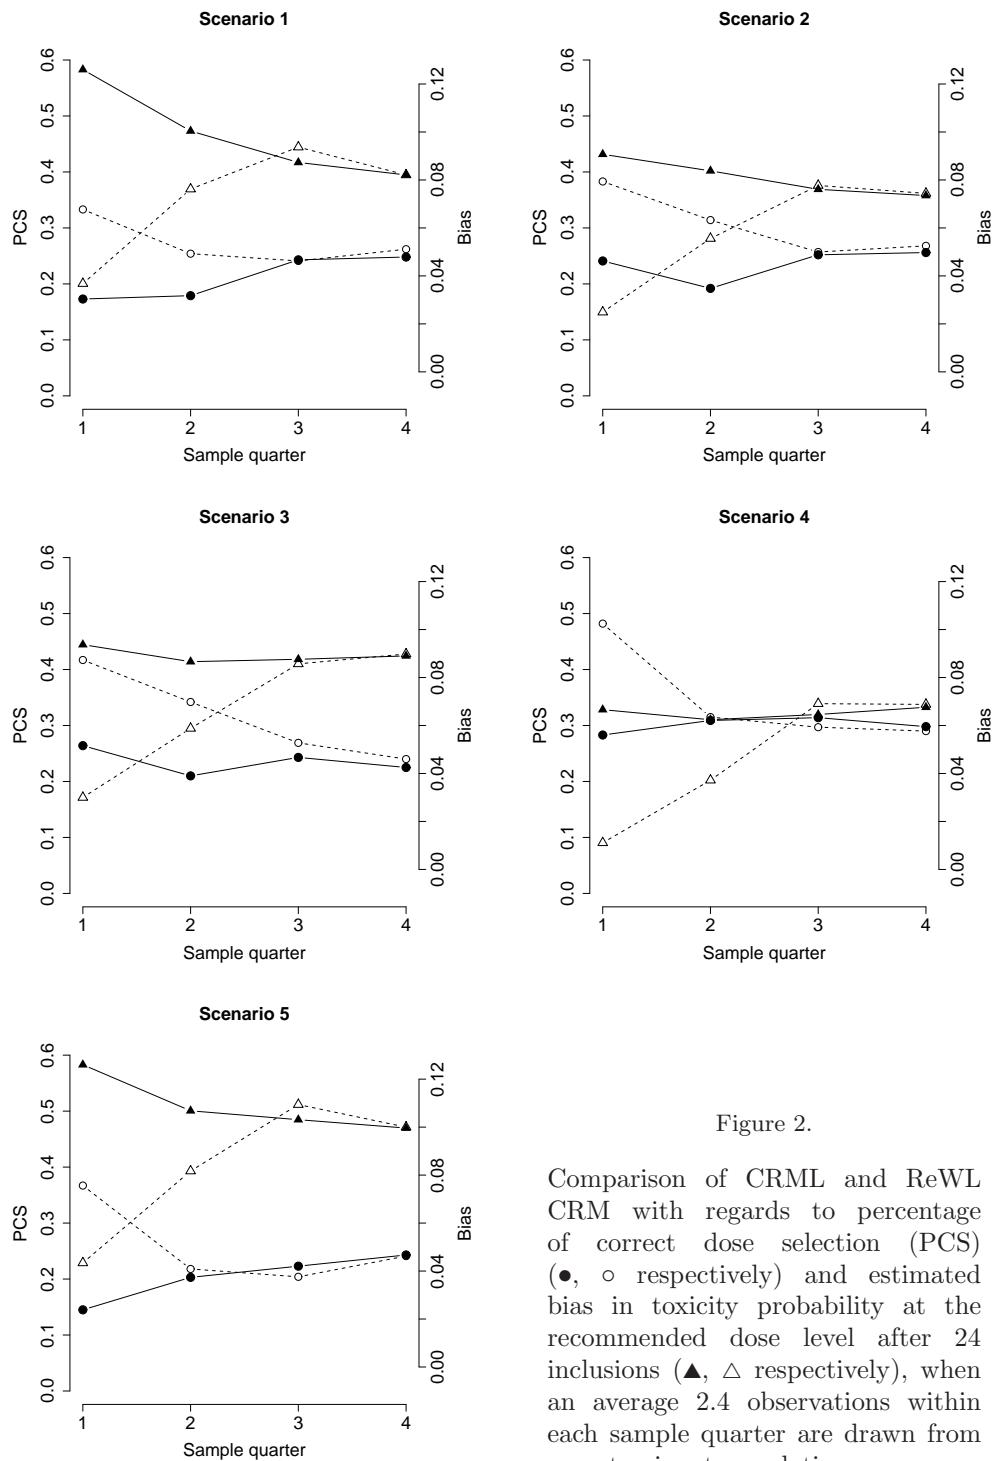 Scenario 1
0.0 0.1 0.2 0.3 0.4 0.5 0.6
PCS
0.00 0.04 0.08 0.12
Bias
1 2 3 4
Sample quarter
Scenario 2
0.0 0.1 0.2 0.3 0.4 0.5 0.6
PCS
0.00 0.04 0.08 0.12
Bias
1 2 3 4
Sample quarter
Scenario 3
0.0 0.1 0.2 0.3 0.4 0.5 0.6
PCS
0.00 0.04 0.08 0.12
Bias
1 2 3 4
Sample quarter
Scenario 4
0.0 0.1 0.2 0.3 0.4 0.5 0.6
PCS
0.00 0.04 0.08 0.12
Bias
1 2 3 4
Sample quarter
Scenario 5
0.0 0.1 0.2 0.3 0.4 0.5 0.6
PCS
0.00 0.04 0.08 0.12
Bias
1 2 3 4
Sample quarter
Figure 2.
Comparison of CRML and ReWL
CRM with regards to percentage
of correct dose selection (PCS)
(●, ○ respectively) and estimated
bias in toxicity probability at the
recommended dose level after 24
inclusions (▲, △ respectively), when
an average 2.4 observations within
each sample quarter are drawn from